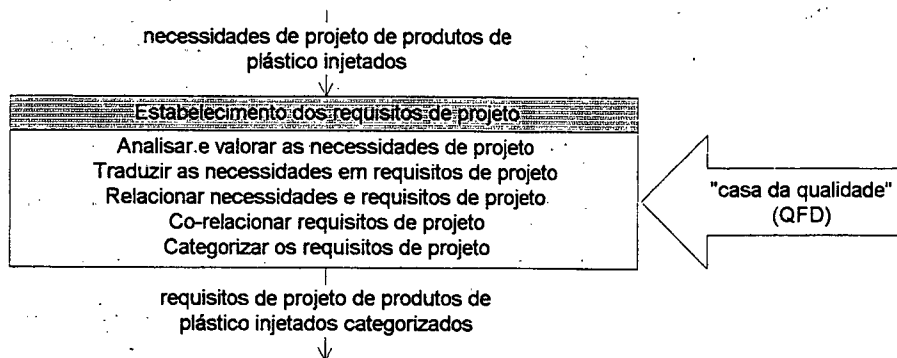 necessidades de projeto de produtos de
plástico injetados
Estabelecimento dos requisitos de projeto
Analisar e valorar as necessidades de projeto
Traduzir as necessidades em requisitos de projeto
Relacionar necessidades e requisitos de projeto
Co-relacionar requisitos de projeto
Categorizar os requisitos de projeto
"casa da qualidade"
(QFD)
requisitos de projeto de produtos de
plástico injetados categorizados